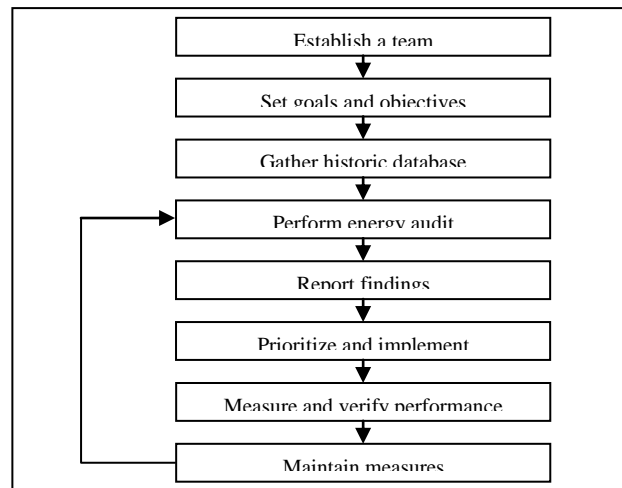 Establish a team
Set goals and objectives
Gather historic database
Perform energy audit
Report findings
Prioritize and implement
Measure and verify performance
Maintain measures